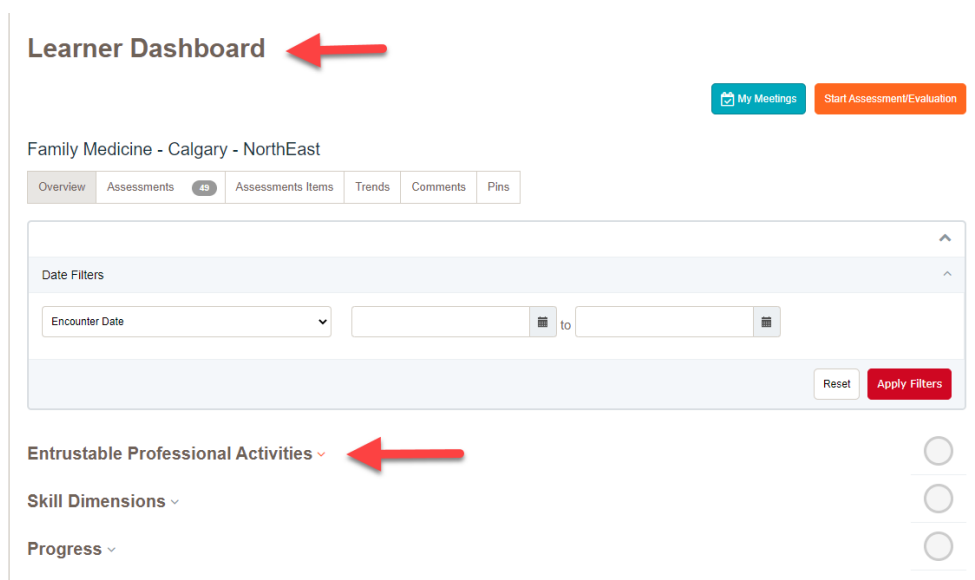 Learner Dashboard
My Meetings Start Assessment/Evaluation
Family Medicine - Calgary - NorthEast
Overview Assessments 49 Assessments Items Trends Comments Pins
Date Filters
Encounter Date to
Reset Apply Filters
Entrustable Professional Activities
Skill Dimensions
Progress